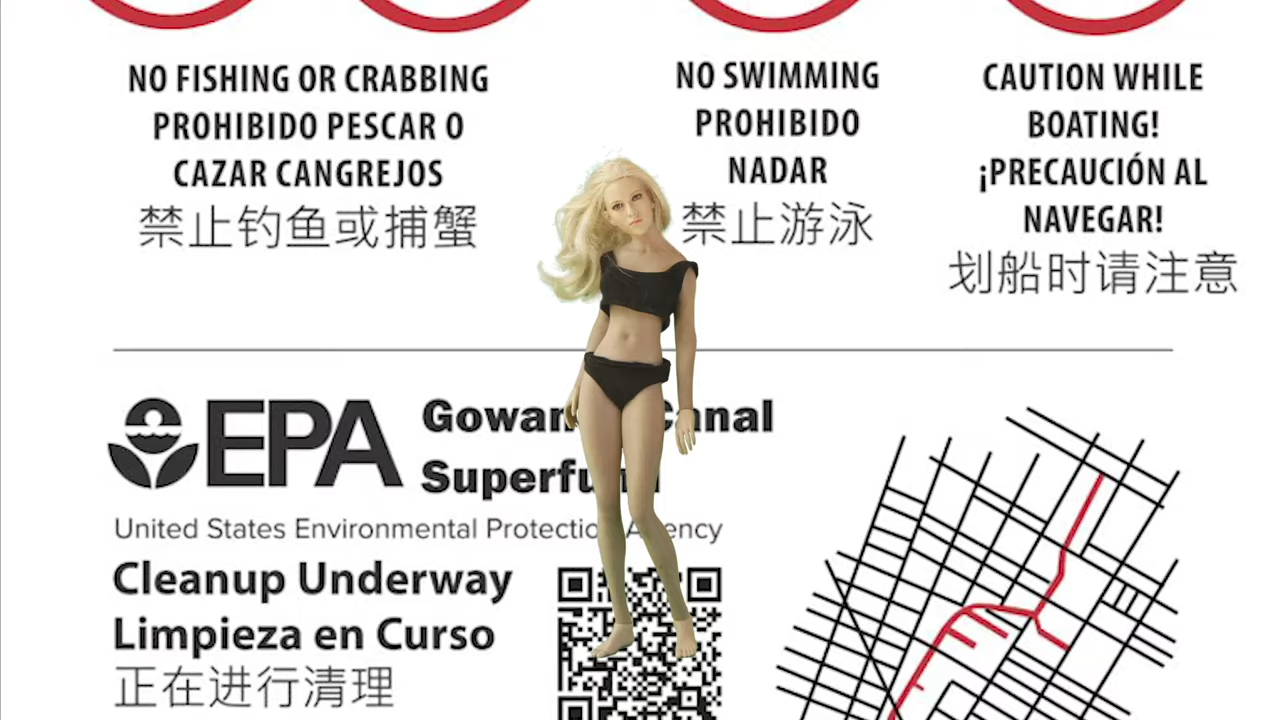 NO FISHING OR CRABBING
PROHIBIDO PESCAR O
CAZAR CANGREJOS
禁止钓鱼或捕蟹
NO SWIMMING
PROHIBIDO
NADAR
禁止游泳
CAUTION WHILE
BOATING!
¡PRECAUCIÓN AL
NAVEGAR!
划船时请注意
EPA
Canal
United States Environmental
Cleanup Underway
Limpieza en Curso
正在进行清理